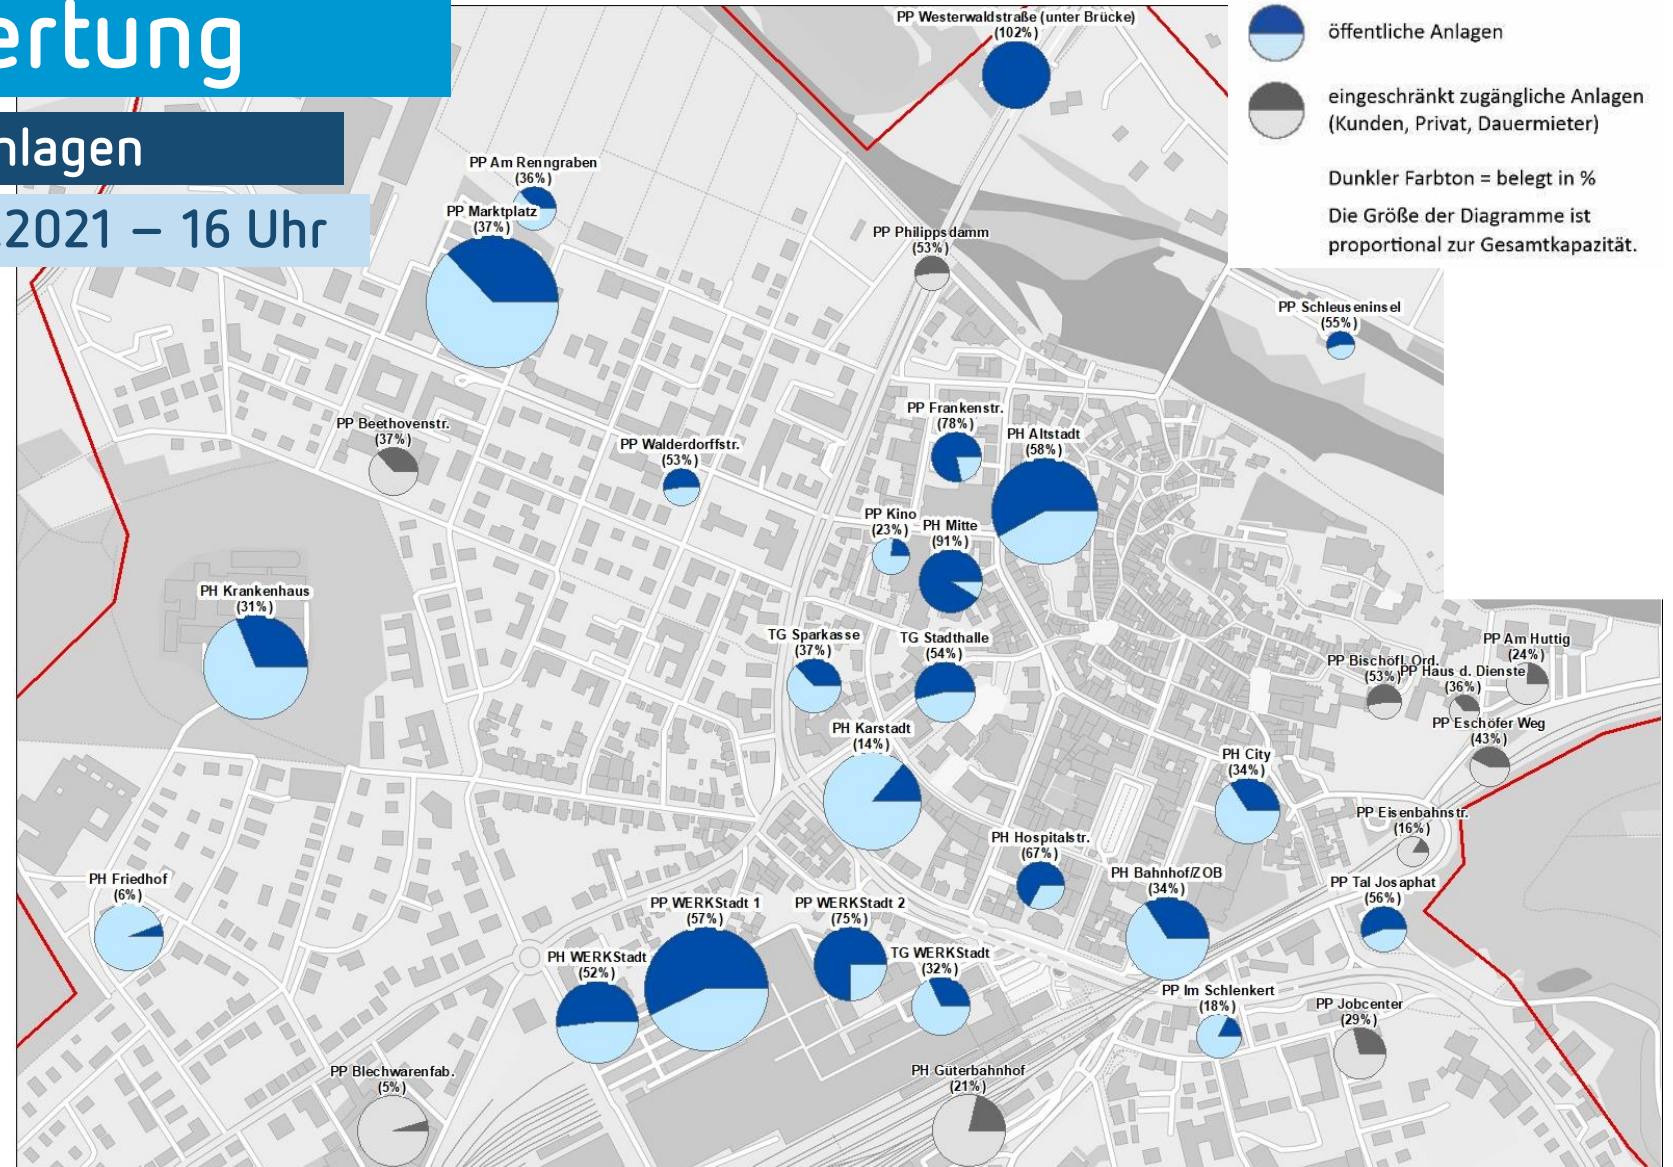 ertung
nlagen
.2021 – 16 Uhr
öffentliche Anlagen
eingeschränkt zugängliche Anlagen
(Kunden, Privat, Dauermieter)
Dunkler Farbton = belegt in %
Die Größe der Diagramme ist
proportional zur Gesamtkapazität.
PP Westerwaldstraße (unter Brücke)
(102%)
PP Am Renngraben
(36%)
PP Marktplatz
(37%)
PP Philippsdamm
(53%)
PP Schleuseninsel
(55%)
PP Beethovenstr.
(37%)
PP Walderdorffstr.
(53%)
PP Frankenstr.
(78%)
PH Altstadt
(58%)
PP Kino
(23%)
PH Mitte
(91%)
PH Krankenhaus
(31%)
TG Sparkasse
(37%)
TG Stadthalle
(54%)
PP Am Huttig
(24%)
PP Bischöfl. Ord.
(53%)
PP Haus d. Dienste
(36%)
PP Eschöfer Weg
(43%)
PH Karstadt
(14%)
PH City
(34%)
PP Eisenbahnstr.
(16%)
PH Hospitalstr.
(67%)
PH Bahnhof/ZOB
(34%)
PP Tal Josaphat
(56%)
PH Friedhof
(6%)
PP WERKStadt 1
(57%)
PP WERKStadt 2
(75%)
PH WERKStadt
(52%)
TG WERKStadt
(32%)
PP Im Schlenkert
(18%)
PP Jobcenter
(29%)
PP Blechwarenfab.
(5%)
PH Güterbahnhof
(21%)